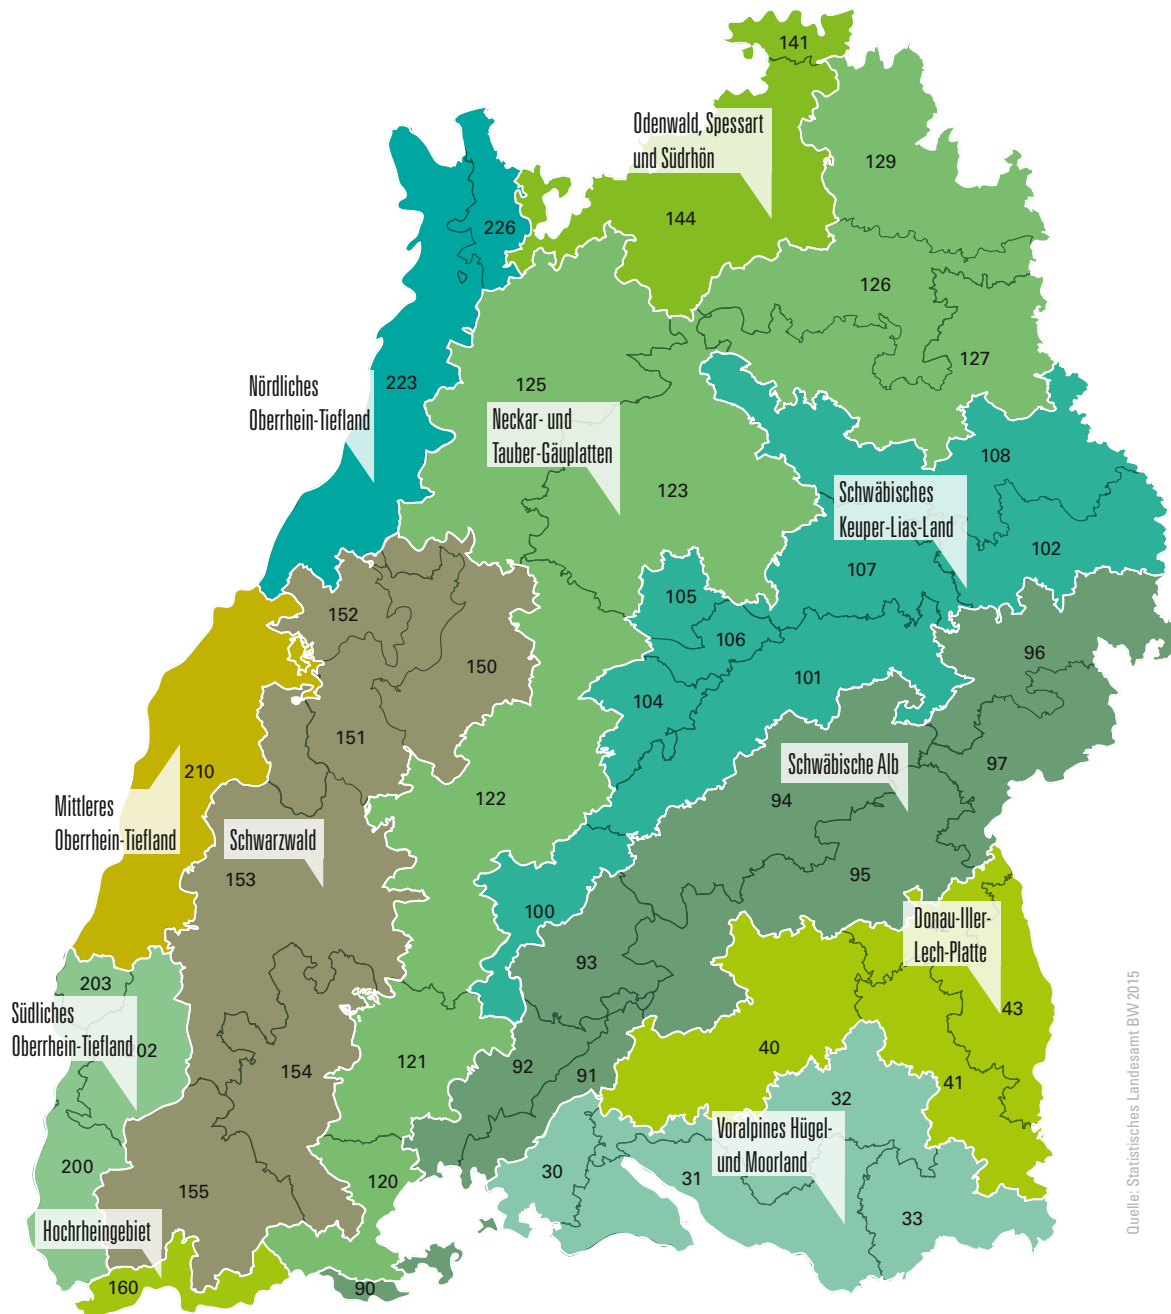 141
Odenwald, Spessart
und Südrhön
129
144
226
126
127
Nördliches
Oberrhein-Tiefland
223
125
Neckar- und
Tauber-Gäuplatten
123
108
Schwäbisches
Keuper-Lias-Land
102
107
105
152
106
96
150
101
104
151
97
210
Schwäbische Alb
94
122
Mittleres
Oberrhein-Tiefland
Schwarzwald
153
95
100
Donau-Iller-
Lech-Platte
93
203
43
Südliches
Oberrhein-Tiefland
02
40
121
92
91
154
41
32
Voralpines Hügel-
und Moorland
200
30
31
120
155
33
Hochrheingebiet
160
90
Quelle: Statistisches Landesamt BW 2015